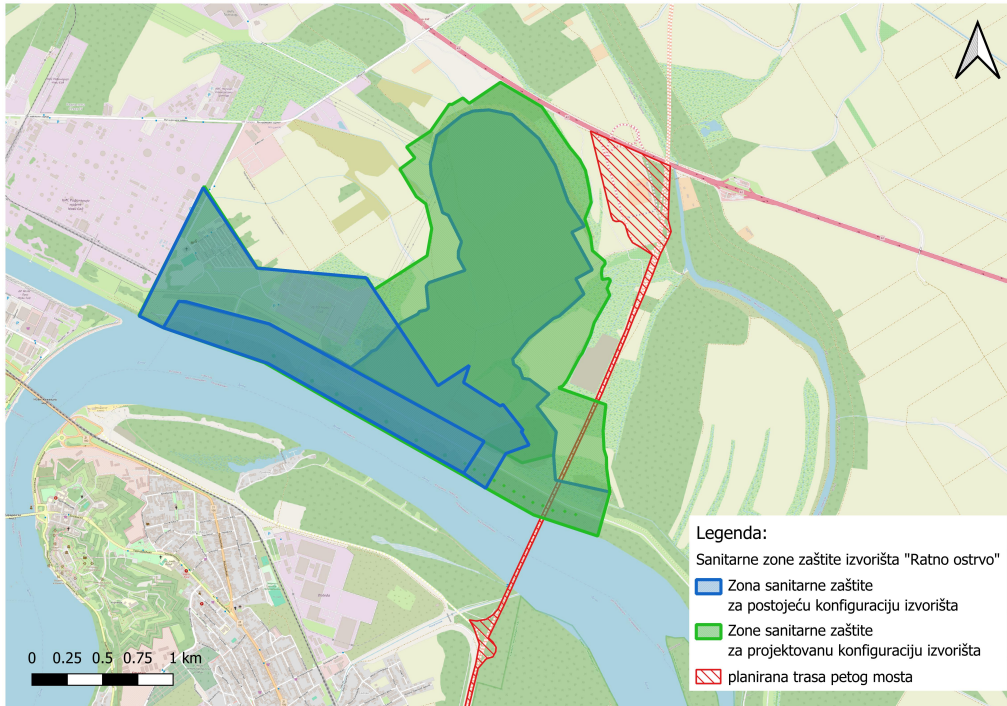 Legenda:
Sanitarne zone zaštite izvorišta "Ratno ostrvo"
Zona sanitarne zaštite
za postojeću konfiguraciju izvorišta
Zone sanitarne zaštite
za projektovanu konfiguraciju izvorišta
planirana trasa petog mosta
0 0.25 0.5 0.75 1 km